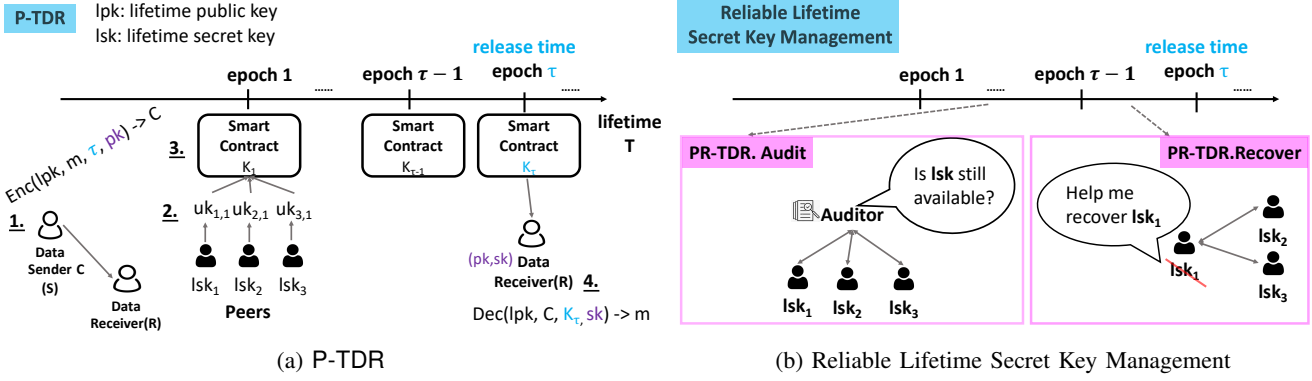 P-TDR
lpk: lifetime public key
lsk: lifetime secret key
release time
epoch 1
epoch τ − 1
epoch τ
......
......
lifetime
T
Enc(lpk, m, τ, pk) -> C
3.
Smart
Contract
K₁
Smart
Contract
Kτ-1
Smart
Contract
Kτ
1.
2.
uk₁,₁ uk₂,₁ uk₃,₁
Data
Sender C
(S)
Data
Receiver(R)
lsk₁ lsk₂ lsk₃
Peers
(pk,sk) Data
Receiver(R) 4.
Dec(lpk, C, Kτ, sk) -> m
(a) P-TDR
Reliable Lifetime
Secret Key Management
release time
epoch 1
epoch τ − 1
epoch τ
......
......
PR-TDR. Audit
Is lsk still
available?
Auditor
lsk₁ lsk₂ lsk₃
PR-TDR.Recover
Help me
recover lsk₁
lsk₁
lsk₂
lsk₃
(b) Reliable Lifetime Secret Key Management